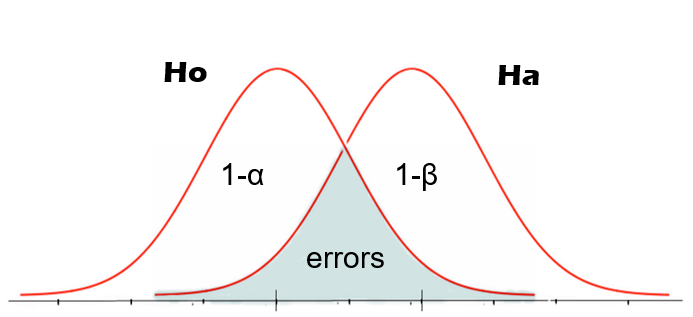 Ho
Ha
1-α
1-β
errors